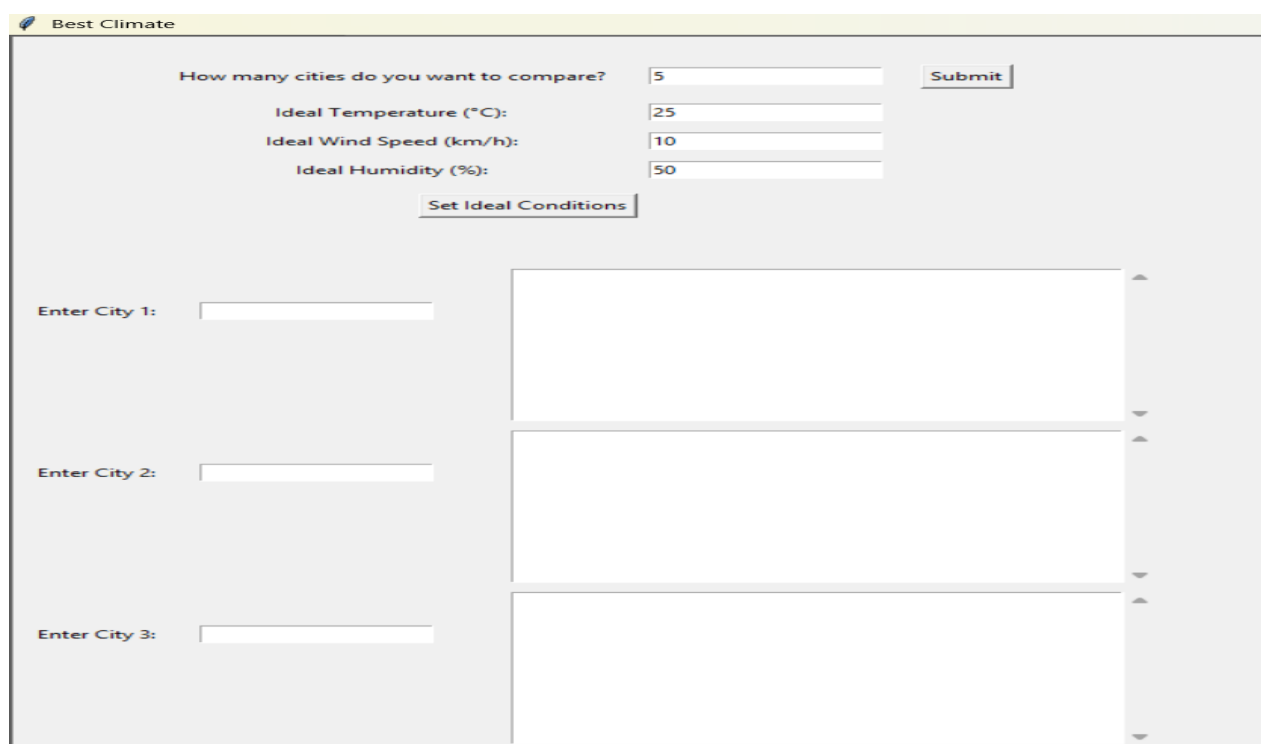 Best Climate
How many cities do you want to compare? 5 Submit
Ideal Temperature (°C): 25
Ideal Wind Speed (km/h): 10
Ideal Humidity (%): 50
Set Ideal Conditions
Enter City 1:
Enter City 2:
Enter City 3: